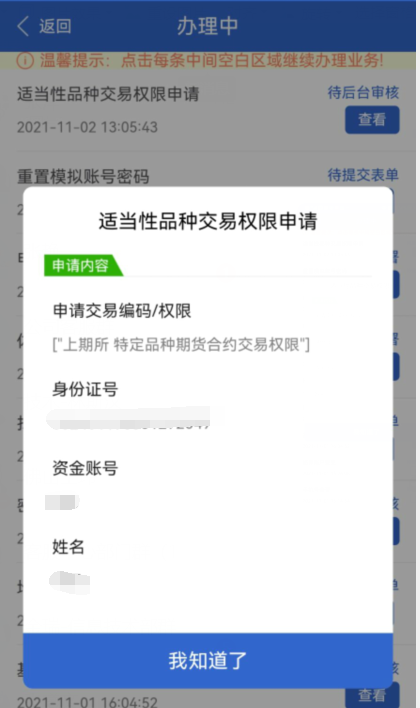 返回
办理中
温馨提示：点击每条中间空白区域继续办理业务!
适当性品种交易权限申请
待后台审核
2021-11-02 13:05:43
查看
重置模拟账号密码
待提交表单
适当性品种交易权限申请
申请内容
申请交易编码/权限
["上期所 特定品种期货合约交易权限"]
身份证号
资金账号
姓名
我知道了
2021-11-01 16:04:52
查看